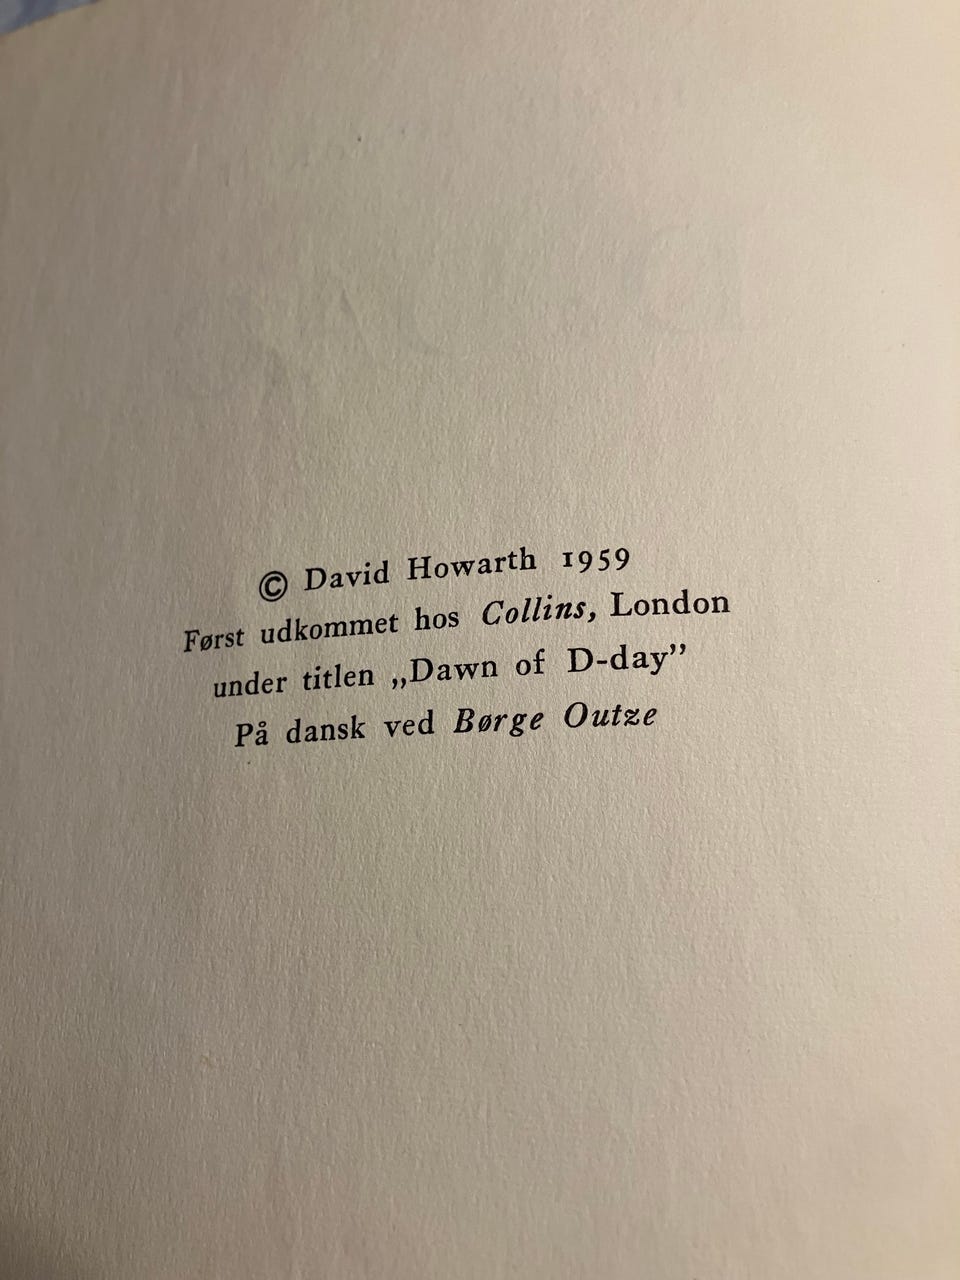 © David Howarth 1959
Først udkommet hos Collins, London
under titlen „Dawn of D-day”
På dansk ved Børge Outze